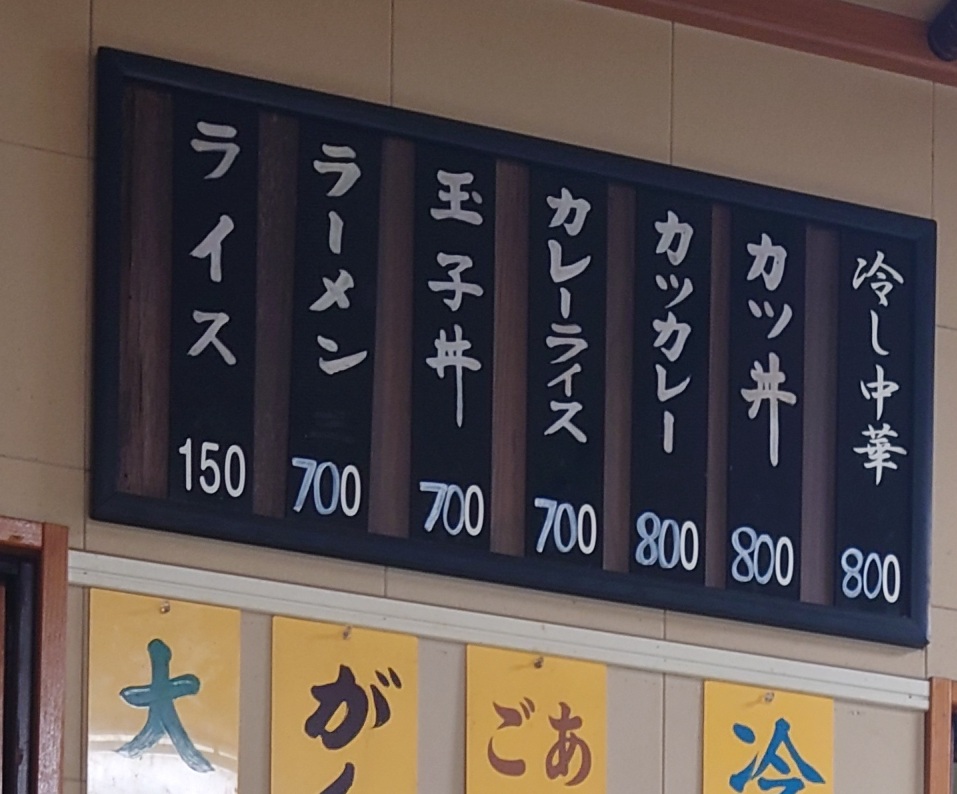 冷し中華 800
カツ丼 800
カツカレー 800
カレーライス 700
玉子丼 700
ラーメン 700
ライス 150
冷
あ
ご
が
大